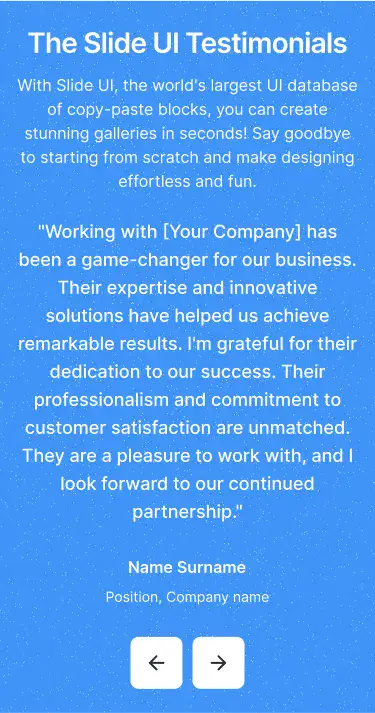 The Slide UI Testimonials
With Slide UI, the world's largest UI database
of copy-paste blocks, you can create
stunning galleries in seconds! Say goodbye
to starting from scratch and make designing
effortless and fun.
"Working with [Your Company] has
been a game-changer for our business.
Their expertise and innovative
solutions have helped us achieve
remarkable results. I'm grateful for their
dedication to our success. Their
professionalism and commitment to
customer satisfaction are unmatched.
They are a pleasure to work with, and I
look forward to our continued
partnership."
Name Surname
Position, Company name